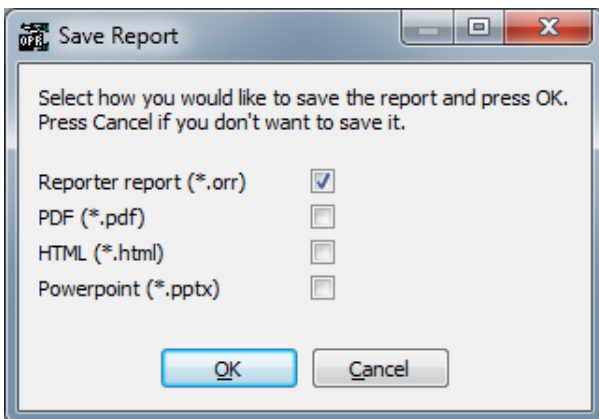 OPR
Save Report
Select how you would like to save the report and press OK.
Press Cancel if you don't want to save it.
Reporter report (*.orr)
PDF (*.pdf)
HTML (*.html)
Powerpoint (*.pptx)
OK Cancel